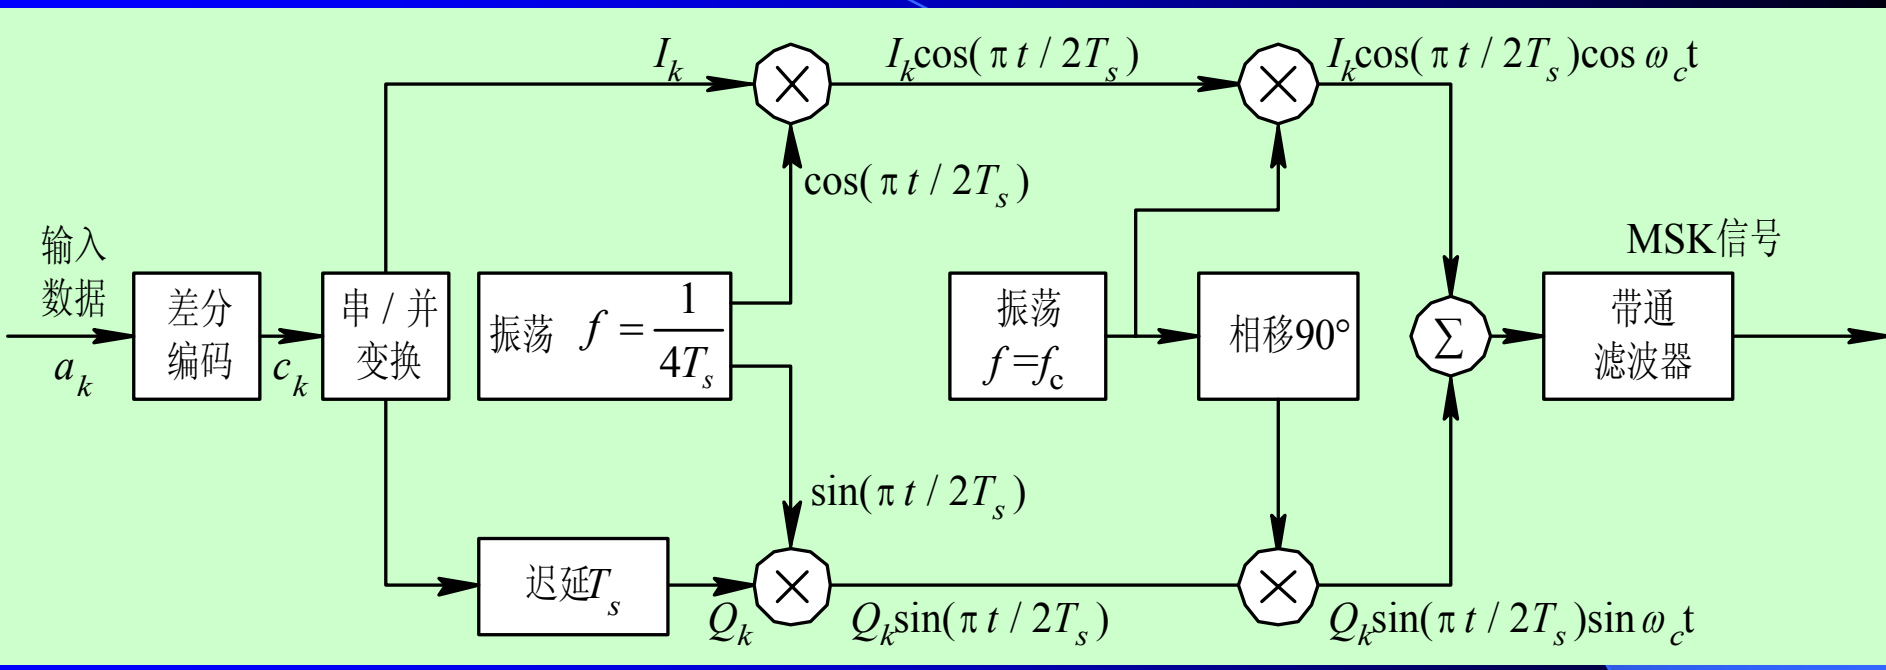 I_k
I_k cos(π t / 2T_s)
I_k cos(π t / 2T_s)cos ω_c t
cos(π t / 2T_s)
输入
数据
a_k
差分
编码
c_k
串 / 并
变换
振荡 f = 1/4T_s
振荡
f=f_c
相移90°
Σ
MSK信号
带通
滤波器
sin(π t / 2T_s)
迟延T_s
Q_k
Q_k sin(π t / 2T_s)
Q_k sin(π t / 2T_s)sin ω_c t